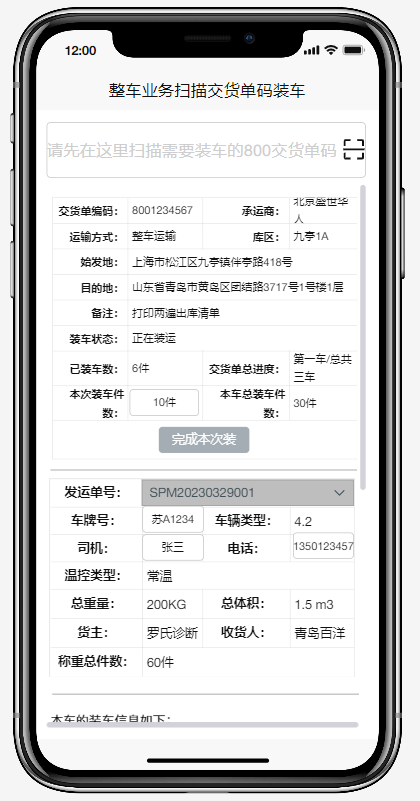 12:00
整车业务扫描交货单码装车
请先在这里扫描需要装车的800交货单码
交货单编码： 8001234567 承运商： 北京盛世华人
运输方式： 整车运输 库区： 九亭1A
始发地： 上海市松江区九亭镇伴亭路418号
目的地： 山东省青岛市黄岛区团结路3717号1号楼1层
备注： 打印两遍出库清单
装车状态： 正在装运
已装车数： 6件 交货单总进度： 第一车/总共三车
本次装车件数： 10件 本车总装车件数： 30件
完成本次装
发运单号： SPM20230329001
车牌号： 苏A1234 车辆类型： 4.2
司机： 张三 电话： 1350123457
温控类型： 常温
总重量： 200KG 总体积： 1.5 m3
货主： 罗氏诊断 收货人： 青岛百洋
称重总件数： 60件
本车的装车信息如下：